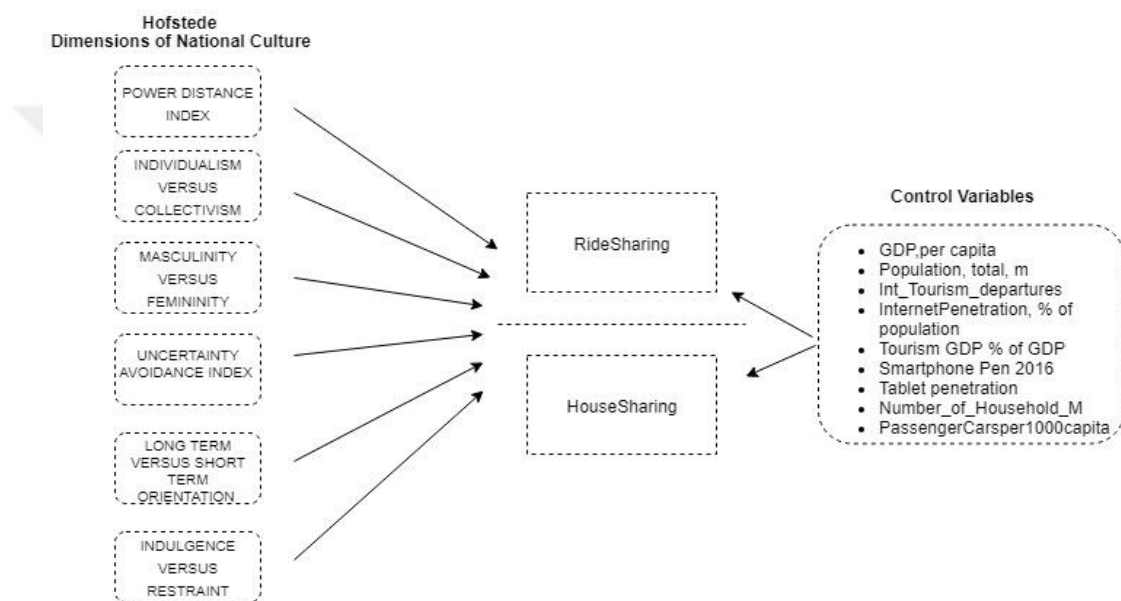 Hofstede
Dimensions of National Culture
POWER DISTANCE
INDEX
INDIVIDUALISM
VERSUS
COLLECTIVISM
MASCULINITY
VERSUS
FEMININITY
UNCERTAINTY
AVOIDANCE INDEX
LONG TERM
VERSUS SHORT
TERM
ORIENTATION
INDULGENCE
VERSUS
RESTRAINT
RideSharing
HouseSharing
Control Variables
• GDP,per capita
• Population, total, m
• Int_Tourism_departures
• InternetPenetration, % of
population
• Tourism GDP % of GDP
• Smartphone Pen 2016
• Tablet penetration
• Number_of_Household_M
• PassengerCarsper1000capita